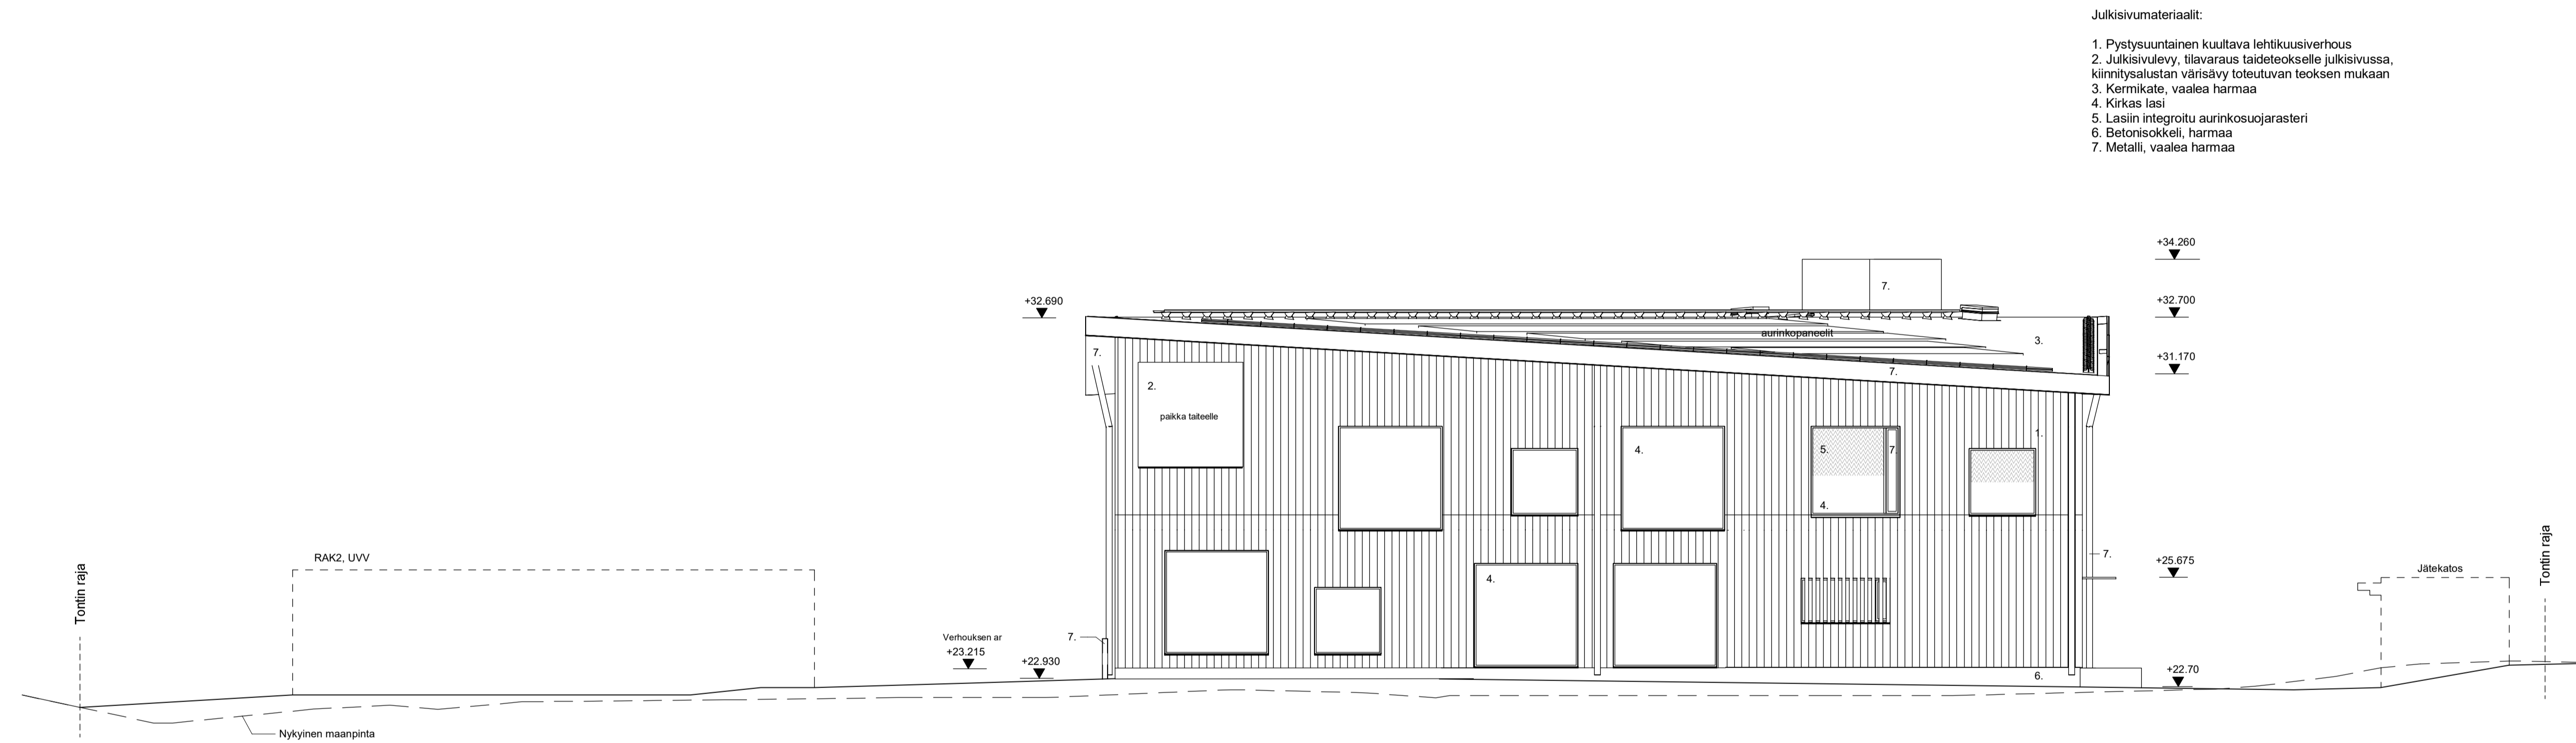 Julkisivumateriaalit:
1. Pystysuuntainen kuultava lehtikuusiverhous
2. Julkisivulevy, tilavaraus taideteokselle julkisivussa,
kiinnitysalustan värisävy toteutuvan teoksen mukaan
3. Kermikate, vaalea harmaa
4. Kirkas lasi
5. Lasiin integroitu aurinkosuojarasteri
6. Betonisokkeli, harmaa
7. Metalli, vaalea harmaa
+34.260
7.
+32.690
+32.700
aurinkopaneelit
3.
7.
+31.170
7.
2.
paikka taiteelle
1.
4.
5.
7.
4.
Tontin raja
RAK2, UVV
7.
+25.675
Jätekatos
Tontin raja
4.
Verhouksen ar
7.
+23.215
+22.930
+22.70
6.
Nykyinen maanpinta